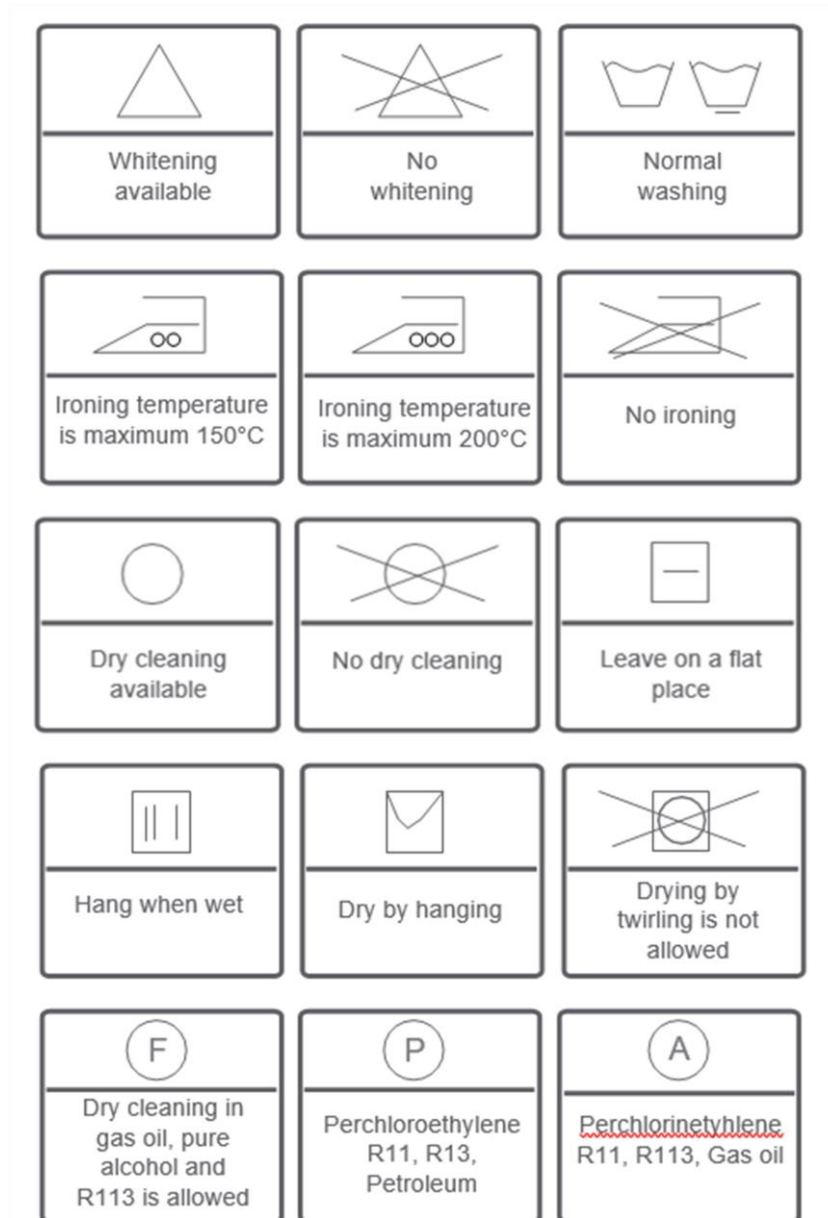 Whitening
available
No
whitening
Normal
washing
Ironing temperature
is maximum 150°C
Ironing temperature
is maximum 200°C
No ironing
Dry cleaning
available
No dry cleaning
Leave on a flat
place
Hang when wet
Dry by hanging
Drying by
twirling is not
allowed
F
Dry cleaning in
gas oil, pure
alcohol and
R113 is allowed
P
Perchloroethylene
R11, R13,
Petroleum
A
Perchlorinetyhlene
R11, R113, Gas oil